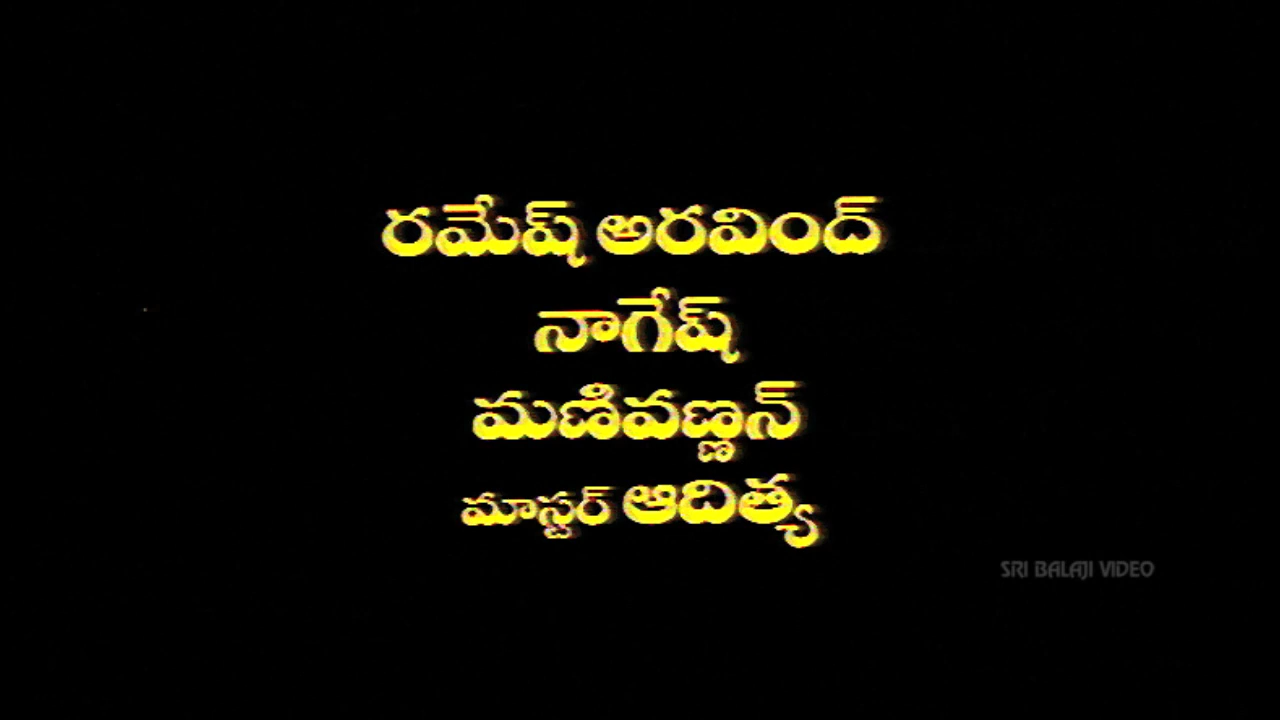 రమేష్ అరవింద్
నాగేష్
మణివణ్ణన్
మాస్టర్ ఆదిత్య
SRI BALAJI VIDEO